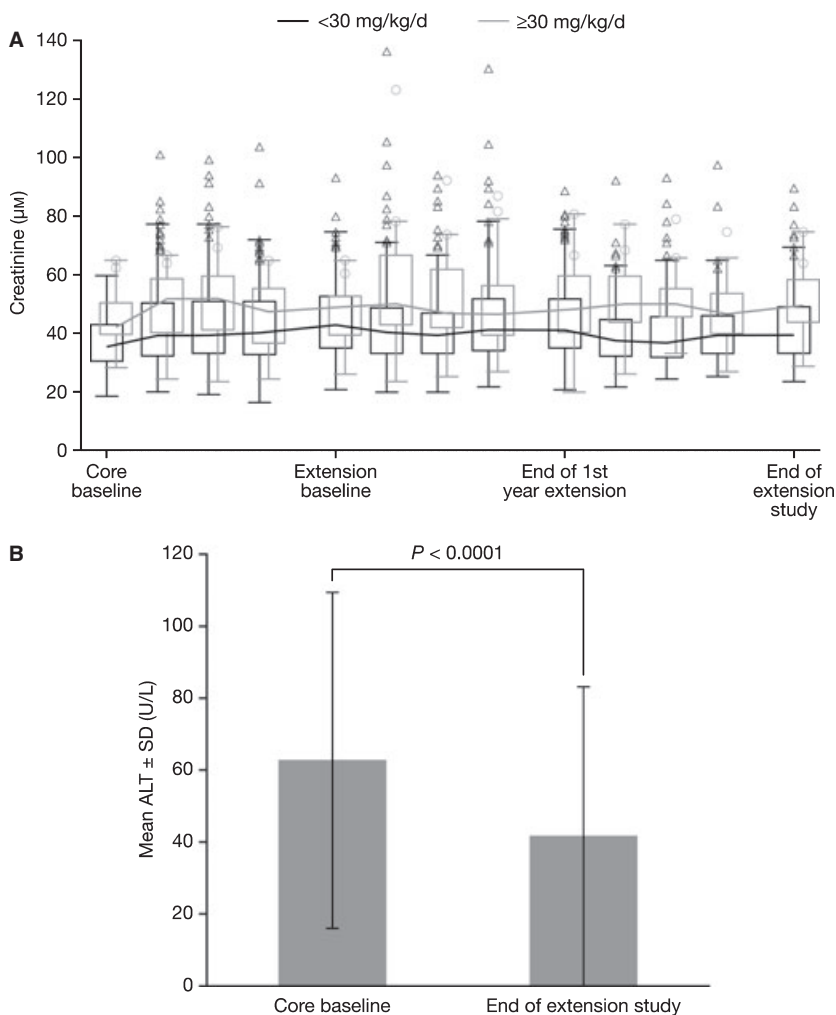 <30 mg/kg/d ≥30 mg/kg/d
A
140
120
100
80
60
40
20
0
Creatinine (μM)
Core baseline
Extension baseline
End of 1st year extension
End of extension study
B
P < 0.0001
120
100
80
60
40
20
0
Mean ALT ± SD (U/L)
Core baseline End of extension study